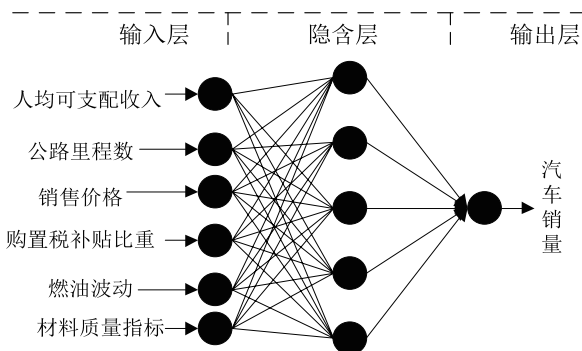 输入层 隐含层 输出层
人均可支配收入
公路里程数
销售价格
购置税补贴比重
燃油波动
材料质量指标
汽车销量